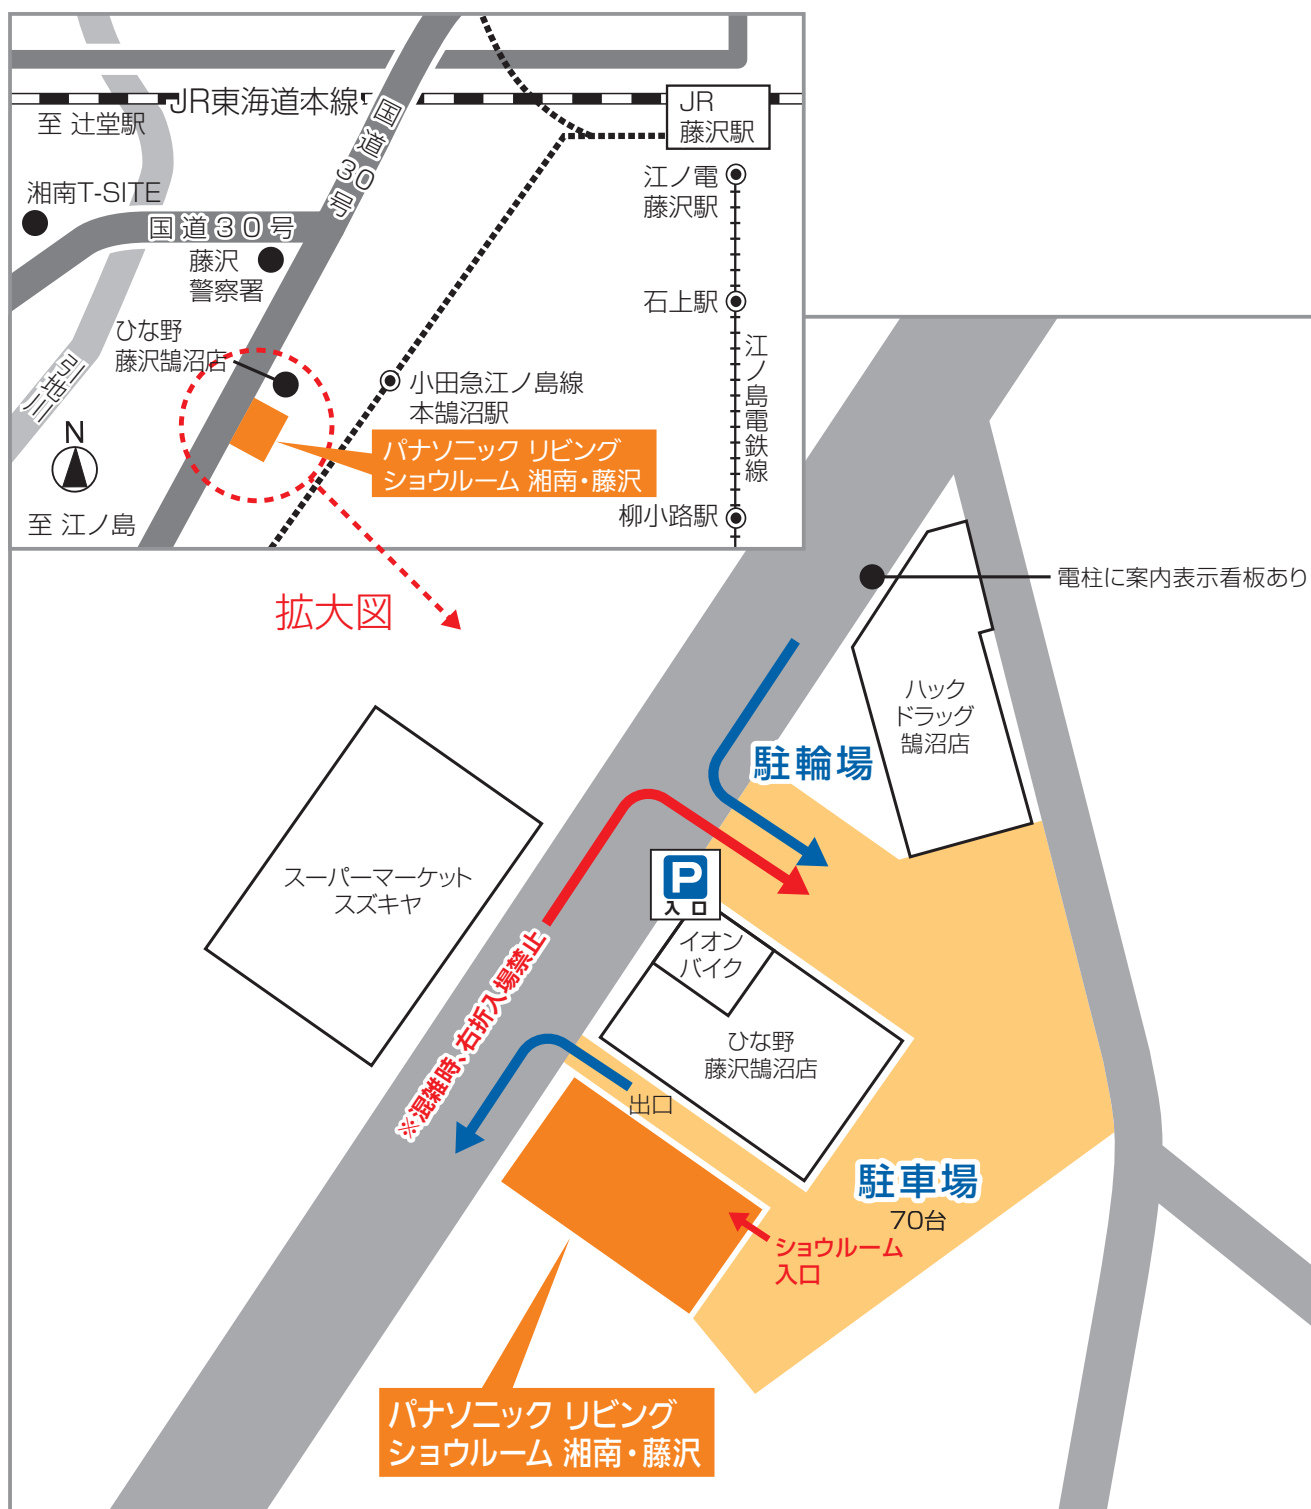 JR東海道本線
至 辻堂駅
国道30号
JR
藤沢駅
湘南T-SITE
国道30号
江ノ電
藤沢駅
藤沢
警察署
石上駅
ひな野
藤沢鵠沼店
江ノ島電鉄線
引地川
小田急江ノ島線
本鵠沼駅
N
パナソニック リビング
ショウルーム 湘南・藤沢
至 江ノ島
柳小路駅
拡大図
電柱に案内表示看板あり
ハック
ドラッグ
鵠沼店
駐輪場
スーパーマーケット
スズキヤ
P
入口
イオン
バイク
※混雑時、右折入場禁止
ひな野
藤沢鵠沼店
出口
駐車場
70台
ショウルーム
入口
パナソニック リビング
ショウルーム 湘南・藤沢